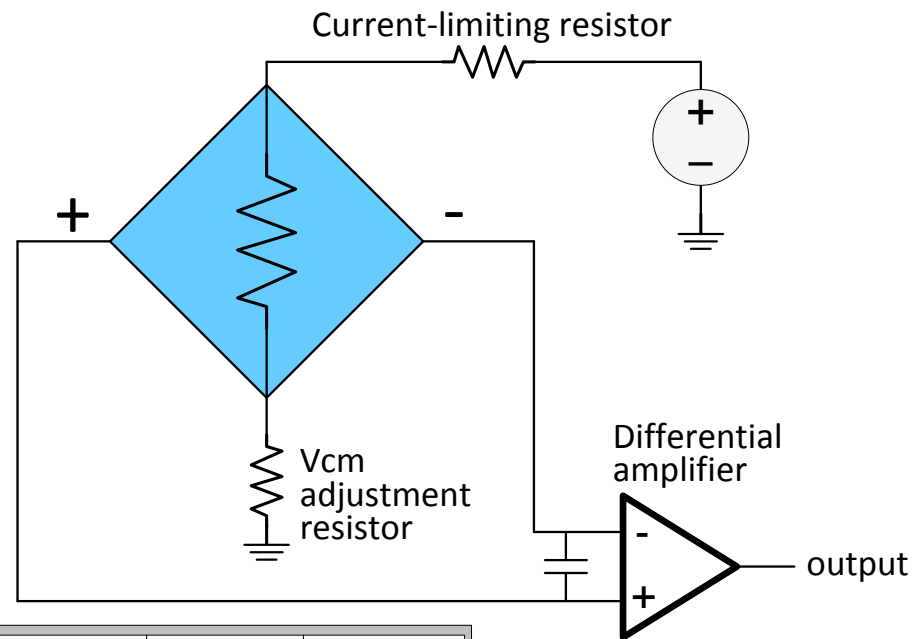 Current-limiting resistor
+
−
+
-
Vcm
adjustment
resistor
Differential
amplifier
-
+
output